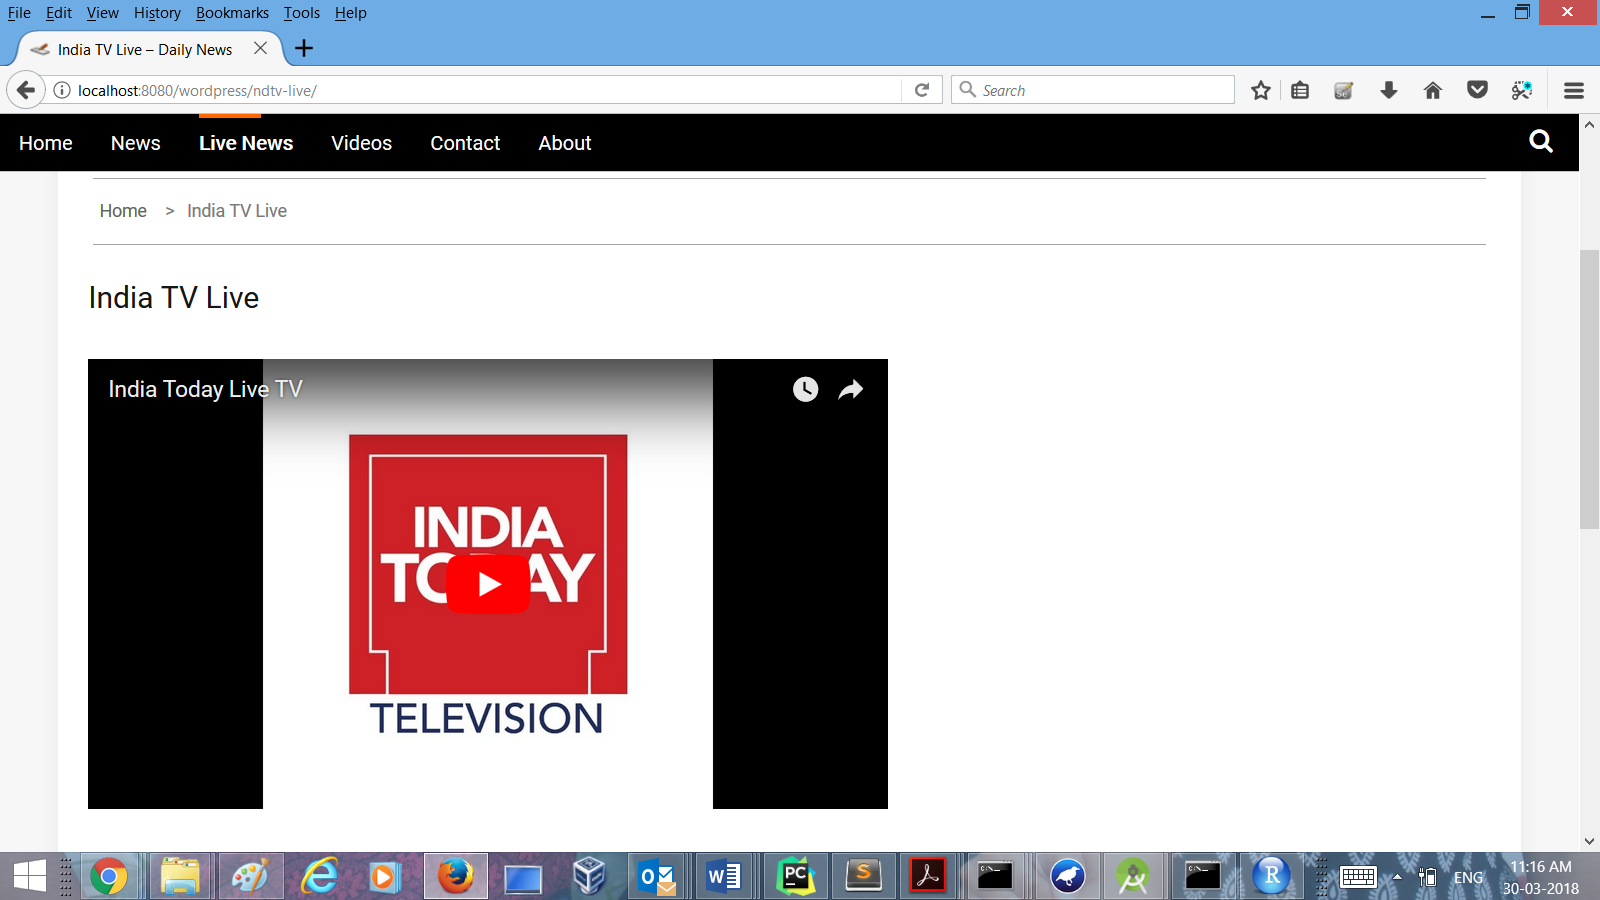 File Edit View History Bookmarks Tools Help
India TV Live – Daily News
localhost:8080/wordpress/ndtv-live/
Search
Home News Live News Videos Contact About
Home > India TV Live
India TV Live
India Today Live TV
INDIA
TODAY
TELEVISION
11:16 AM
ENG
30-03-2018